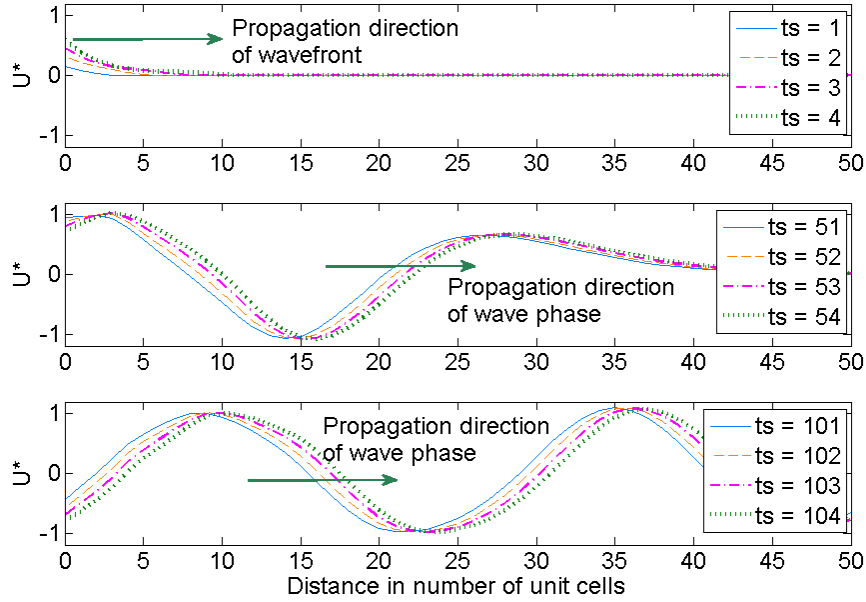 Propagation direction
of wavefront
ts = 1
ts = 2
ts = 3
ts = 4
U*
1
0
-1
0 5 10 15 20 25 30 35 40 45 50
Propagation direction
of wave phase
ts = 51
ts = 52
ts = 53
ts = 54
U*
1
0
-1
0 5 10 15 20 25 30 35 40 45 50
Propagation direction
of wave phase
ts = 101
ts = 102
ts = 103
ts = 104
U*
1
0
-1
0 5 10 15 20 25 30 35 40 45 50
Distance in number of unit cells